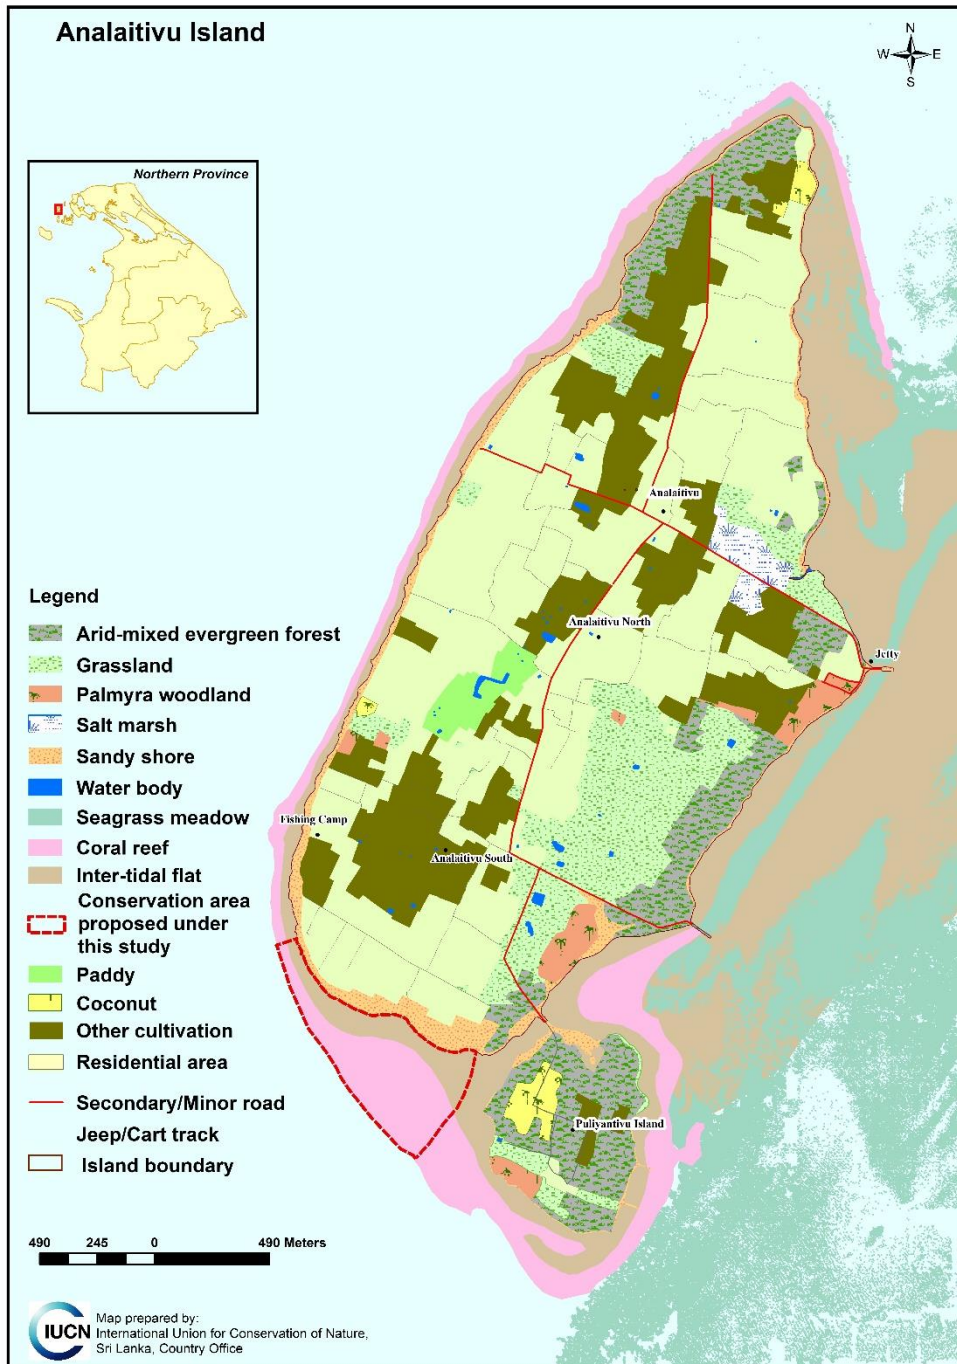 Analaitivu Island
N
W E
S
Northern Province
Analaitivu
Analaitivu North
Jetty
Fishing Camp
Analaitivu South
Puliyantivu Island
Legend
Arid-mixed evergreen forest
Grassland
Palmyra woodland
Salt marsh
Sandy shore
Water body
Seagrass meadow
Coral reef
Inter-tidal flat
Conservation area
proposed under
this study
Paddy
Coconut
Other cultivation
Residential area
Secondary/Minor road
Jeep/Cart track
Island boundary
490 245 0 490 Meters
IUCN
Map prepared by:
International Union for Conservation of Nature,
Sri Lanka, Country Office